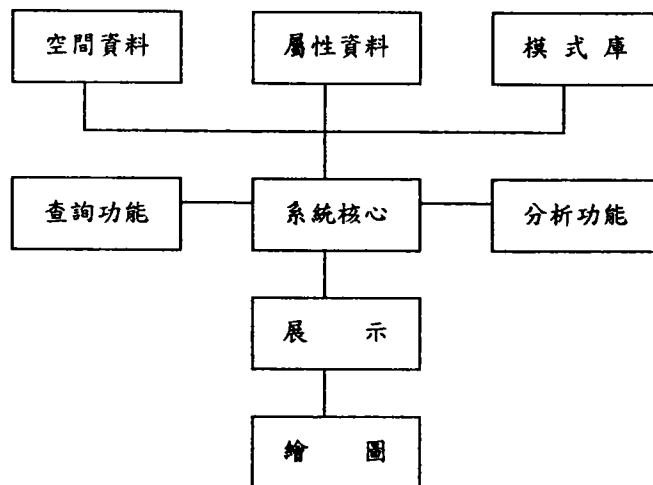 空間資料
屬性資料
模式庫
查詢功能
系統核心
分析功能
展示
繪圖